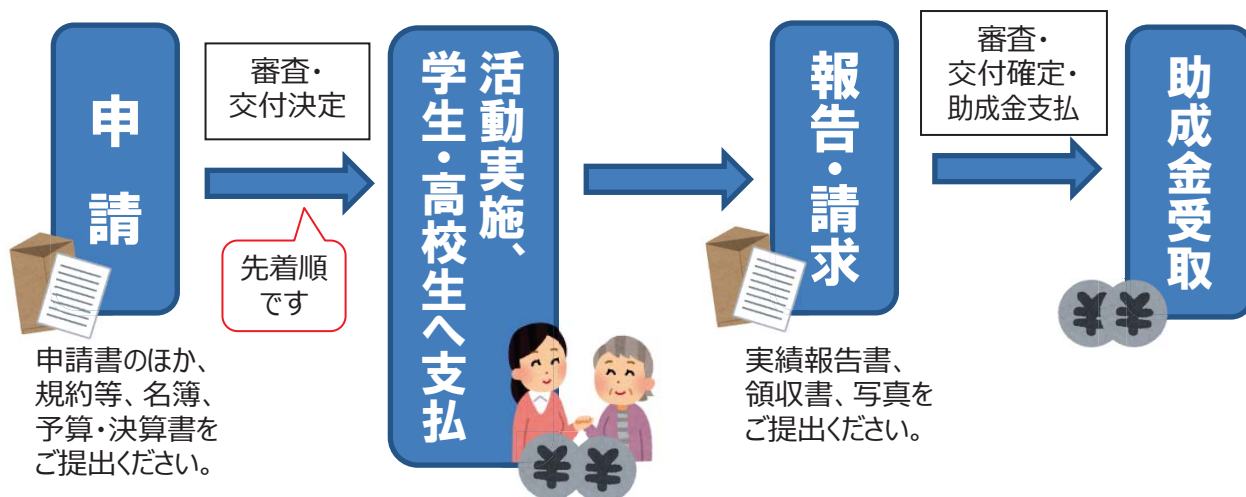 申請
申請書のほか、
規約等、名簿、
予算・決算書を
ご提出ください。
審査・
交付決定
先着順
です
活動実施、
学生・高校生へ支払
報告・請求
実績報告書、
領収書、写真を
ご提出ください。
審査・
交付確定・
助成金支払
助成金受取
¥¥
¥¥